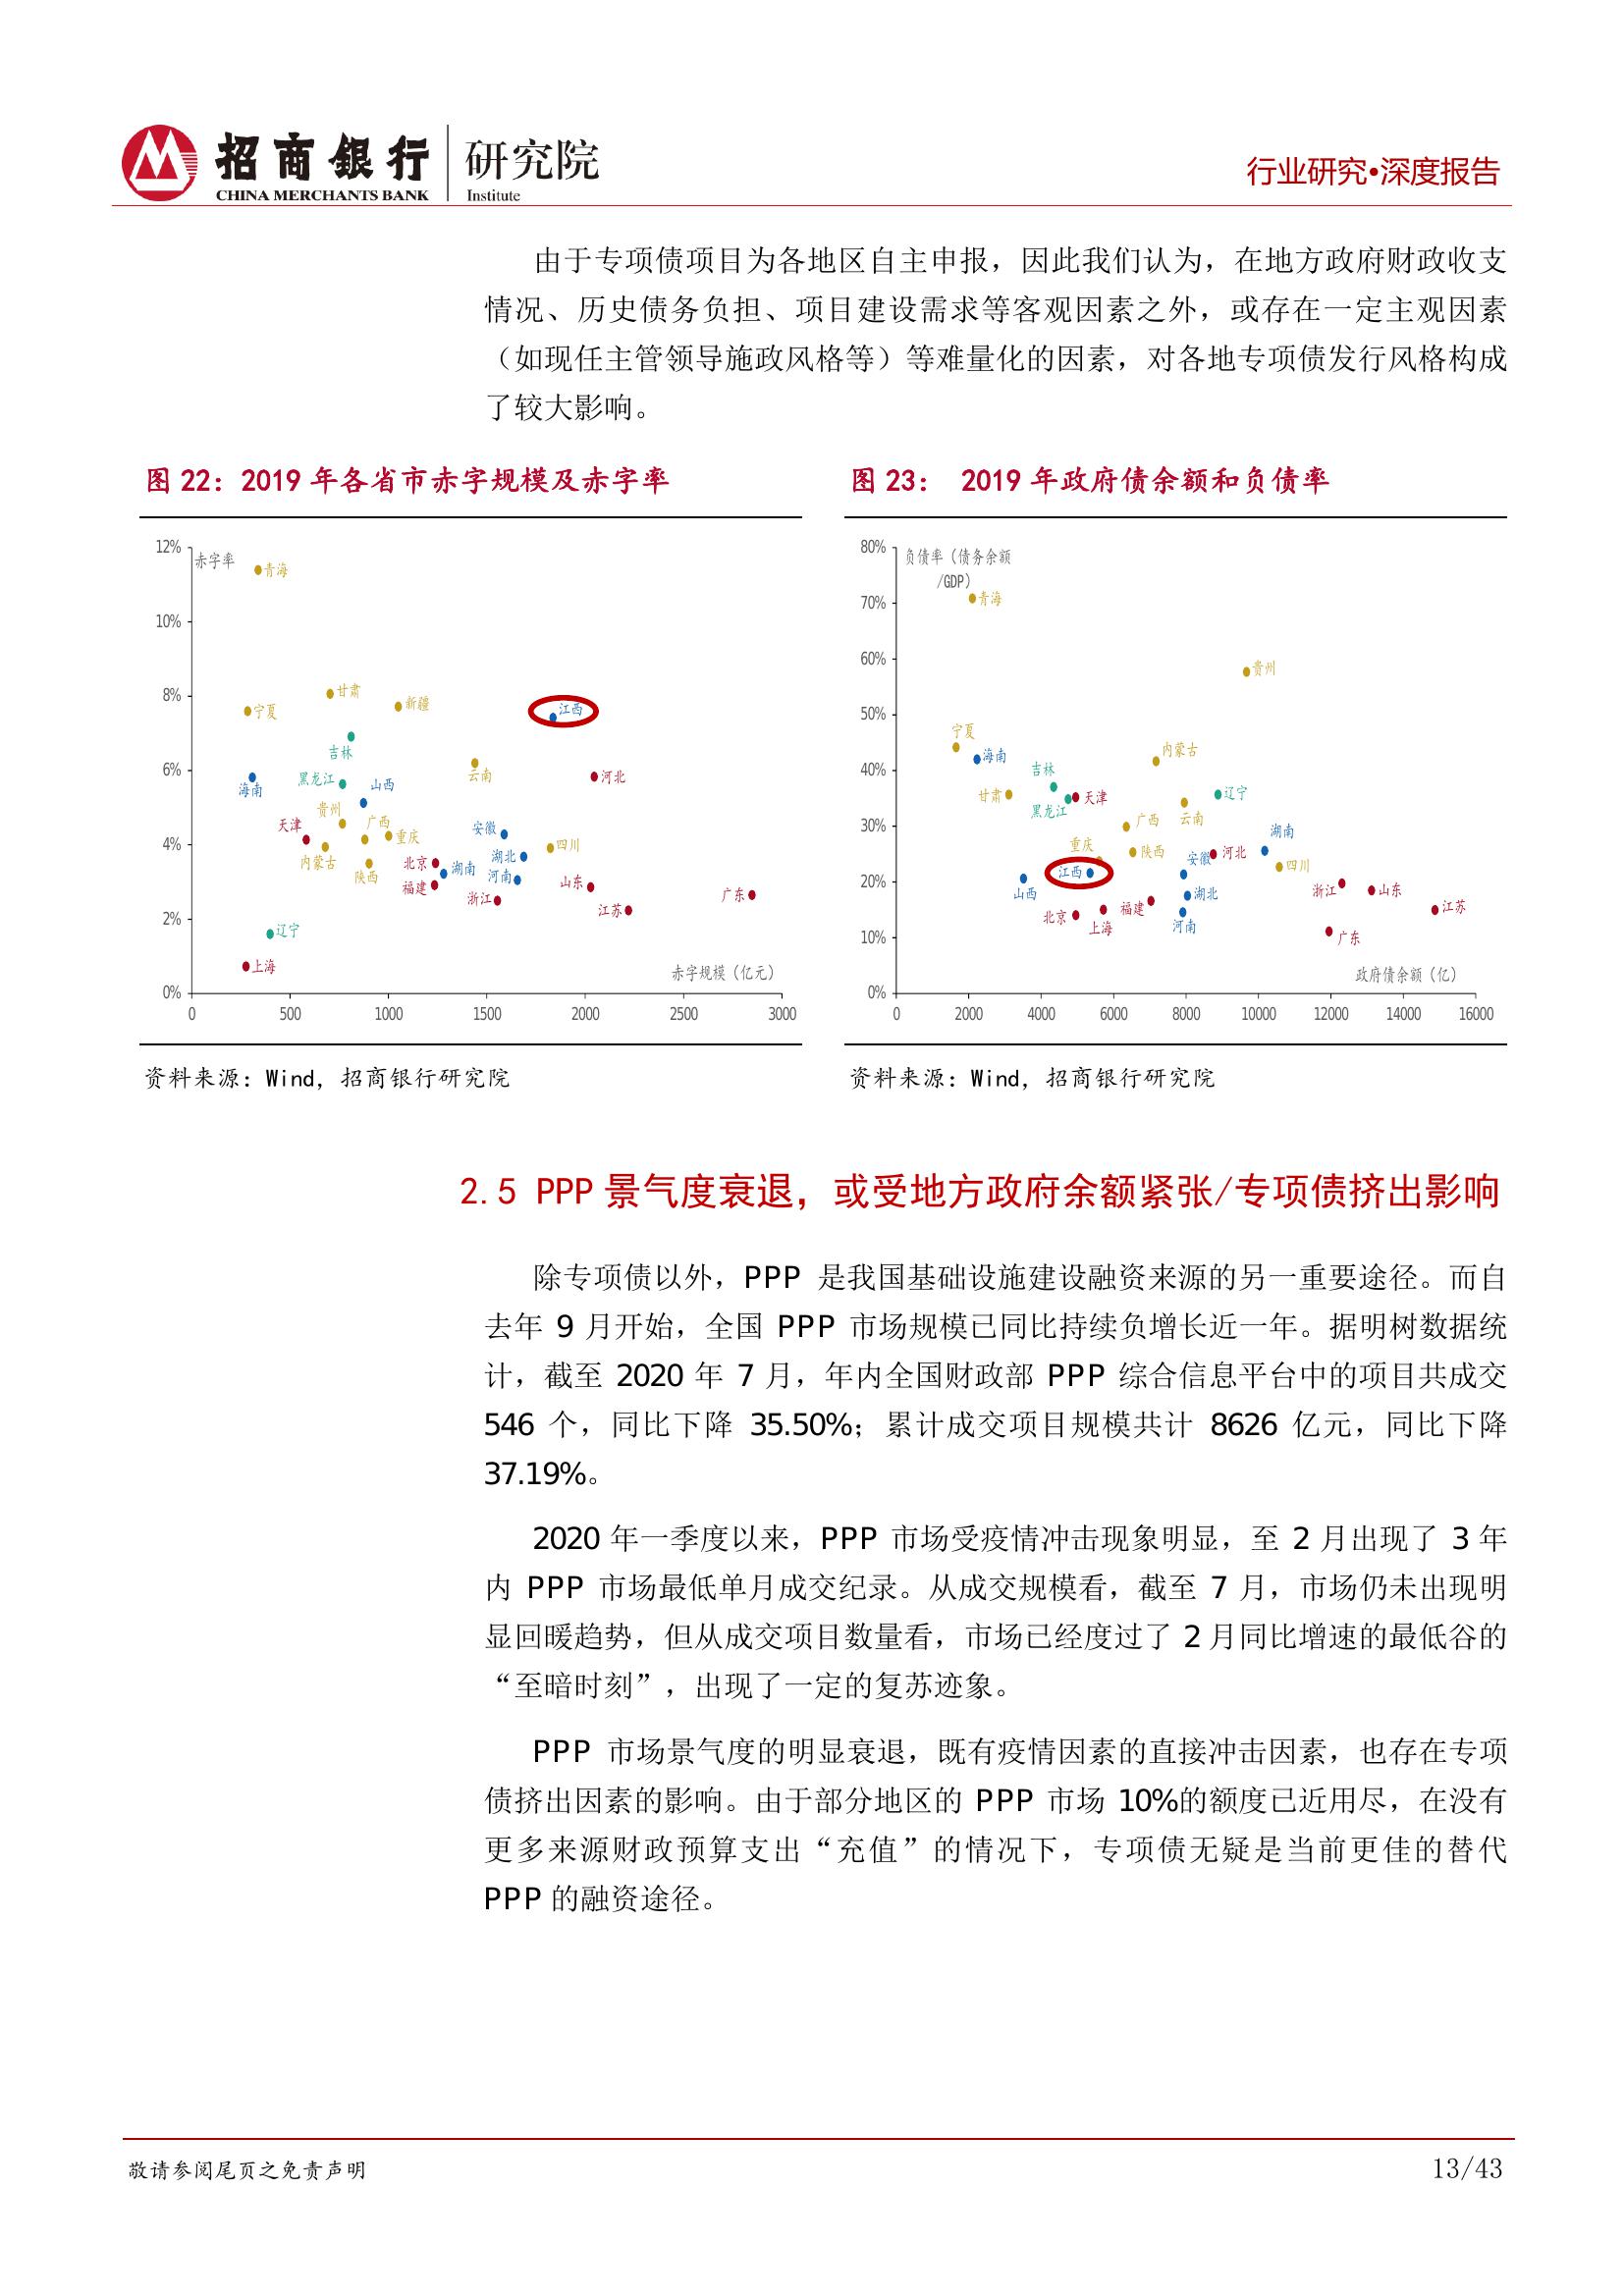 招商银行
CHINA MERCHANTS BANK
研究院
Institute
行业研究•深度报告
由于专项债项目为各地区自主申报，因此我们认为，在地方政府财政收支
情况、历史债务负担、项目建设需求等客观因素之外，或存在一定主观因素
（如现任主管领导施政风格等）等难量化的因素，对各地专项债发行风格构成
了较大影响。
图 22：2019 年各省市赤字规模及赤字率
12%
赤字率
青海
10%
8%
甘肃
新疆
宁夏
江西
吉林
6%
海南
黑龙江
山西
云南
河北
贵州
天津
广西
重庆
安徽
4%
内蒙古
陕西
北京
湖南
湖北
四川
福建
河南
浙江
山东
广东
江苏
2%
辽宁
上海
赤字规模（亿元）
0%
0 500 1000 1500 2000 2500 3000
资料来源：Wind，招商银行研究院
图 23： 2019 年政府债余额和负债率
80%
负债率（债务余额
/GDP）
70%
青海
60%
贵州
50%
宁夏
海南
内蒙古
40%
吉林
甘肃
黑龙江
天津
辽宁
云南
30%
广西
湖南
重庆
陕西
安徽
河北
四川
江西
20%
山西
湖北
浙江
山东
北京
上海
福建
河南
江苏
广东
10%
政府债余额（亿）
0%
0 2000 4000 6000 8000 10000 12000 14000 16000
资料来源：Wind，招商银行研究院
2.5 PPP 景气度衰退，或受地方政府余额紧张/专项债挤出影响
除专项债以外，PPP 是我国基础设施建设融资来源的另一重要途径。而自
去年 9 月开始，全国 PPP 市场规模已同比持续负增长近一年。据明树数据统
计，截至 2020 年 7 月，年内全国财政部 PPP 综合信息平台中的项目共成交
546 个，同比下降 35.50%；累计成交项目规模共计 8626 亿元，同比下降
37.19%。
2020 年一季度以来，PPP 市场受疫情冲击现象明显，至 2 月出现了 3 年
内 PPP 市场最低单月成交纪录。从成交规模看，截至 7 月，市场仍未出现明
显回暖趋势，但从成交项目数量看，市场已经度过了 2 月同比增速的最低谷的
“至暗时刻”，出现了一定的复苏迹象。
PPP 市场景气度的明显衰退，既有疫情因素的直接冲击因素，也存在专项
债挤出因素的影响。由于部分地区的 PPP 市场 10%的额度已近用尽，在没有
更多来源财政预算支出“充值”的情况下，专项债无疑是当前更佳的替代
PPP 的融资途径。
敬请参阅尾页之免责声明
13/43